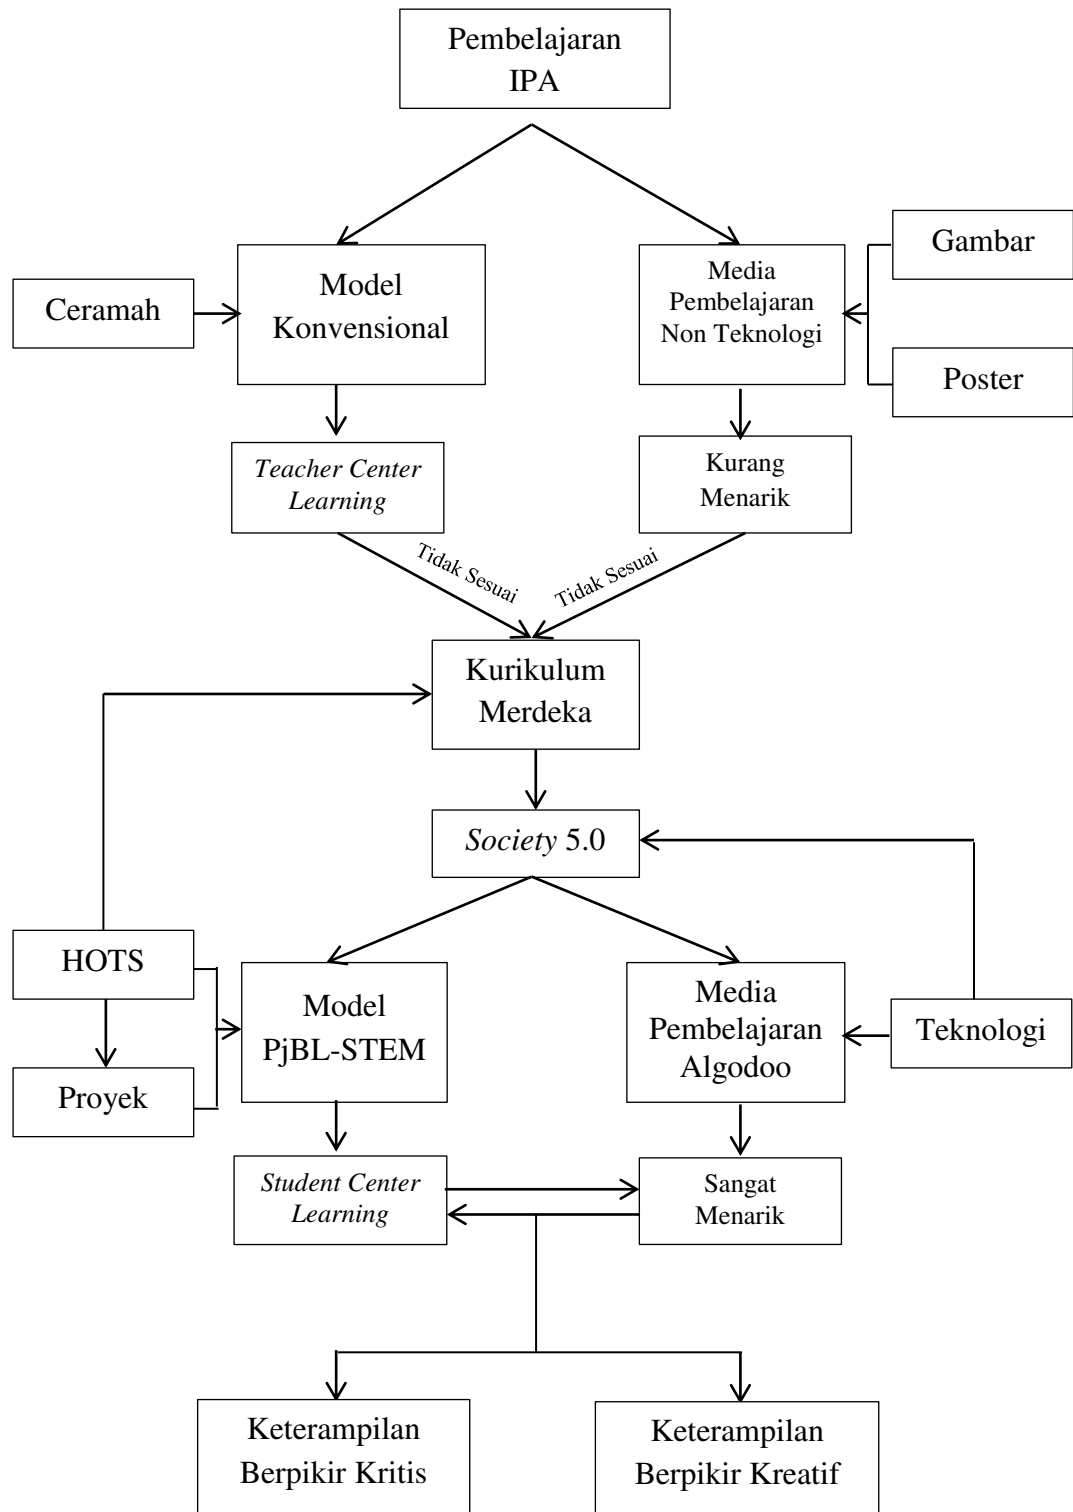 Pembelajaran
IPA
Ceramah
Model
Konvensional
Media
Pembelajaran
Non Teknologi
Gambar
Poster
Teacher Center
Learning
Kurang
Menarik
Tidak Sesuai
Tidak Sesuai
Kurikulum
Merdeka
Society 5.0
HOTS
Proyek
Model
PjBL-STEM
Media
Pembelajaran
Algodoo
Teknologi
Student Center
Learning
Sangat
Menarik
Keterampilan
Berpikir Kritis
Keterampilan
Berpikir Kreatif